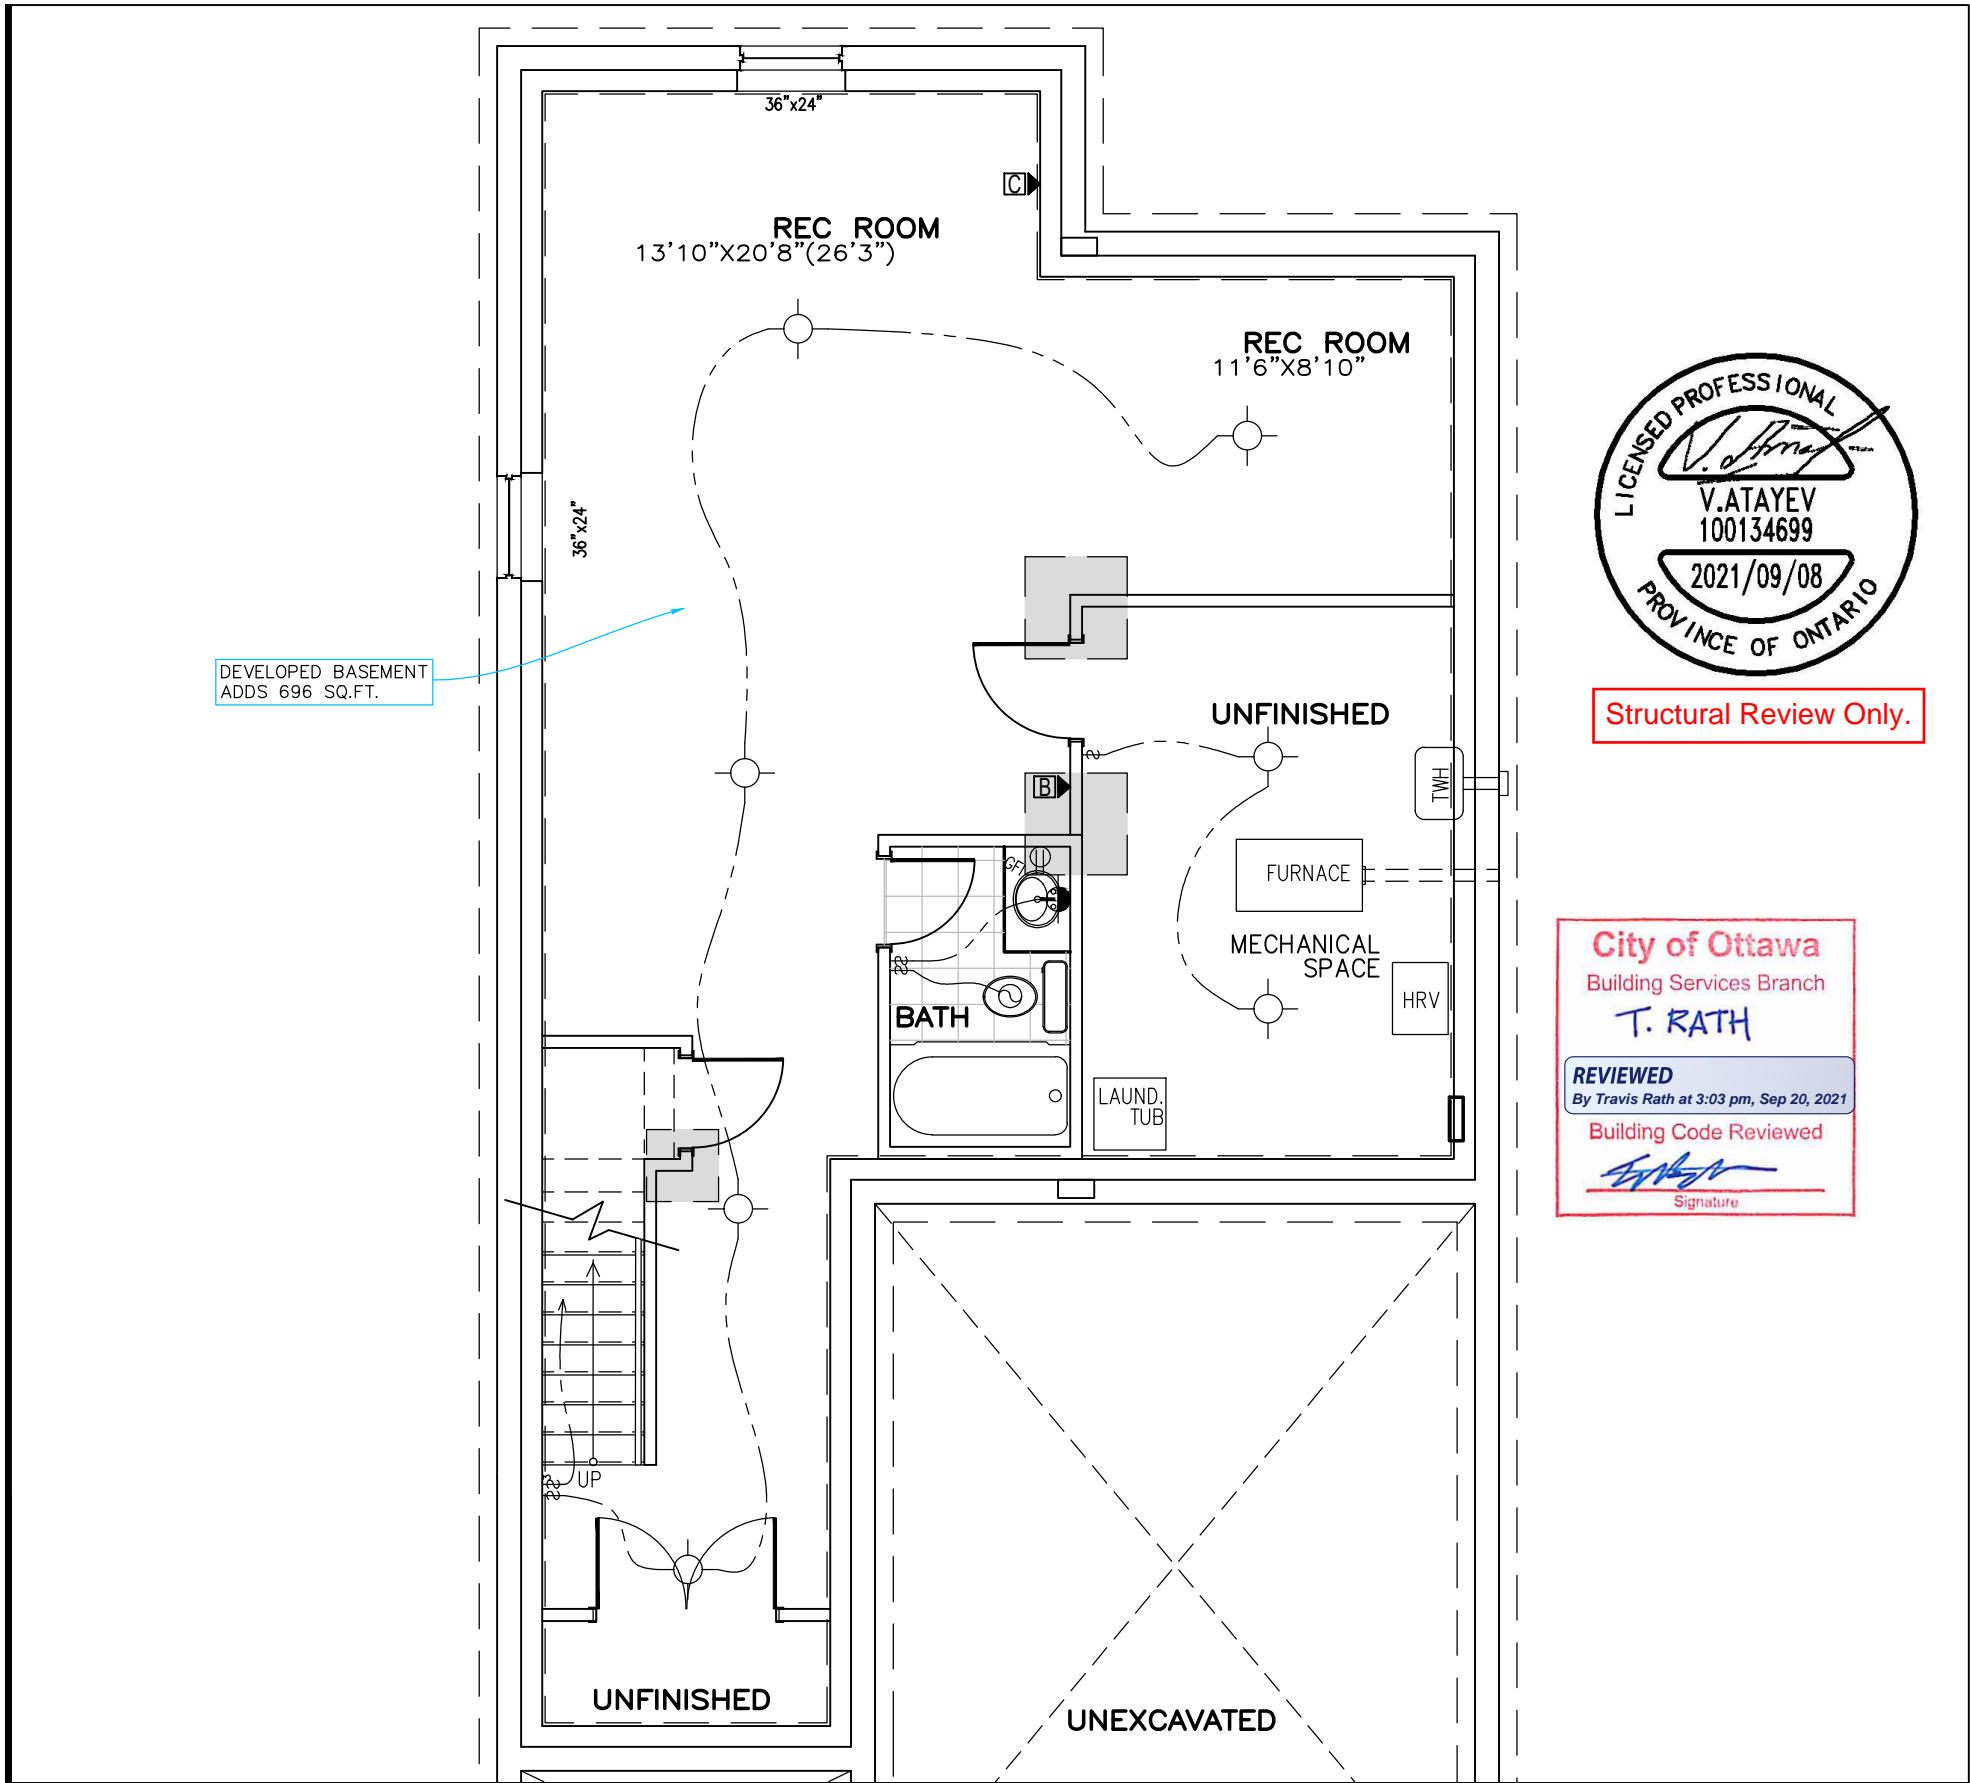 36"x24"
C
REC ROOM
13'10"X20'8"(26'3")
REC ROOM
11'6"X8'10"
36"x24"
DEVELOPED BASEMENT
ADDS 696 SQ.FT.
UNFINISHED
B
TWH
GFI
FURNACE
MECHANICAL
SPACE
HRV
BATH
LAUND.
TUB
UP
3
UNFINISHED
UNEXCAVATED
LICENSED PROFESSIONAL
V.ATAYEV
100134699
2021/09/08
PROVINCE OF ONTARIO
Structural Review Only.
City of Ottawa
Building Services Branch
T. RATH
REVIEWED
By Travis Rath at 3:03 pm, Sep 20, 2021
Building Code Reviewed
Signature